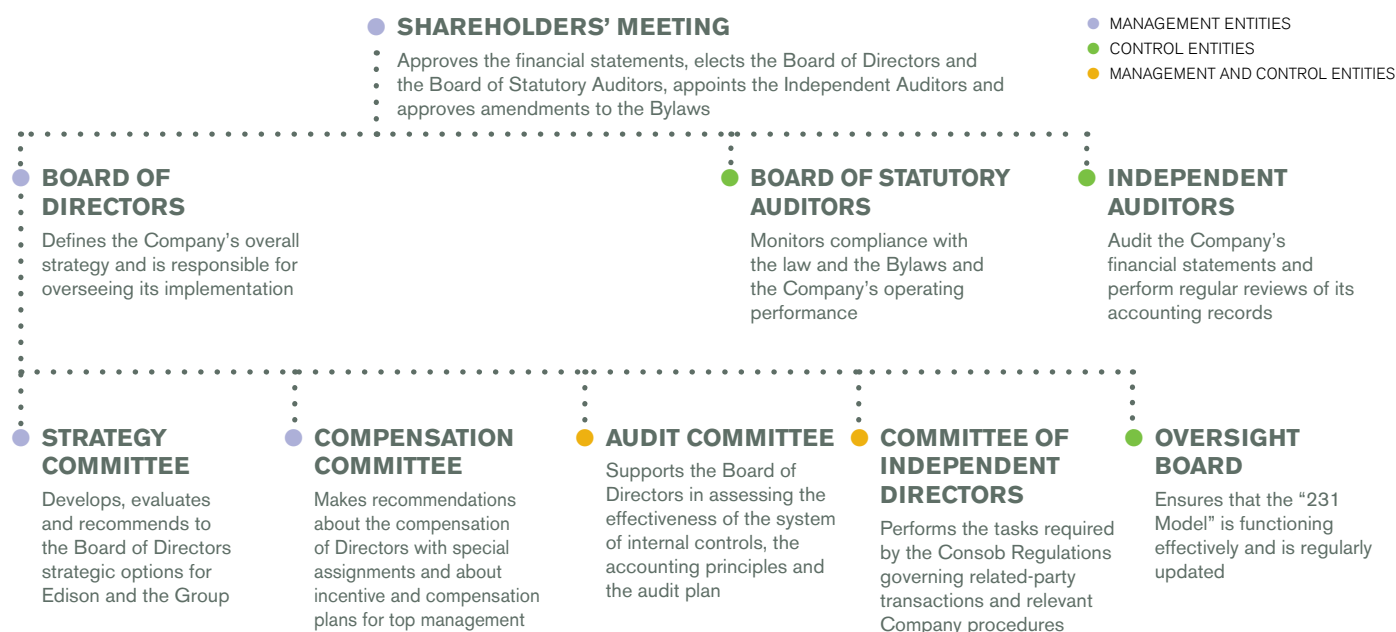 SHAREHOLDERS’ MEETING
Approves the financial statements, elects the Board of Directors and
the Board of Statutory Auditors, appoints the Independent Auditors and
approves amendments to the Bylaws
MANAGEMENT ENTITIES
CONTROL ENTITIES
MANAGEMENT AND CONTROL ENTITIES
BOARD OF
DIRECTORS
Defines the Company’s overall
strategy and is responsible for
overseeing its implementation
BOARD OF STATUTORY
AUDITORS
Monitors compliance with
the law and the Bylaws and
the Company’s operating
performance
INDEPENDENT
AUDITORS
Audit the Company’s
financial statements and
perform regular reviews of its
accounting records
STRATEGY
COMMITTEE
Develops, evaluates
and recommends to
the Board of Directors
strategic options for
Edison and the Group
COMPENSATION
COMMITTEE
Makes recommendations
about the compensation
of Directors with special
assignments and about
incentive and compensation
plans for top management
AUDIT COMMITTEE
Supports the Board of
Directors in assessing the
effectiveness of the system
of internal controls, the
accounting principles and
the audit plan
COMMITTEE OF
INDEPENDENT
DIRECTORS
Performs the tasks required
by the Consob Regulations
governing related-party
transactions and relevant
Company procedures
OVERSIGHT
BOARD
Ensures that the “231
Model” is functioning
effectively and is regularly
updated